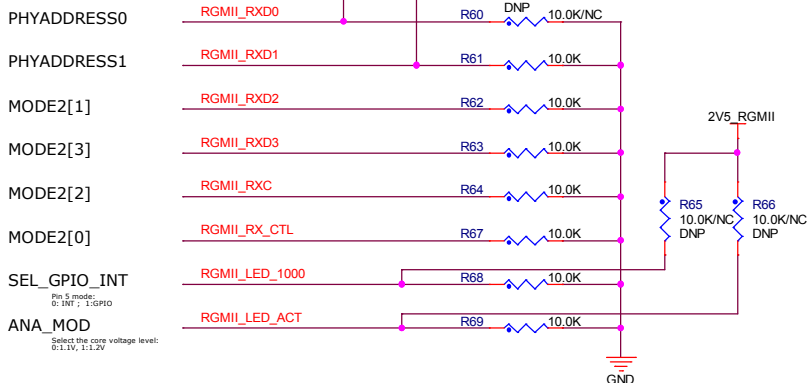 DNP
PHYADDRESS0 RGMII_RXD0 R60 10.0K/NC
PHYADDRESS1 RGMII_RXD1 R61 10.0K
MODE2[1] RGMII_RXD2 R62 10.0K
2V5_RGMII
MODE2[3] RGMII_RXD3 R63 10.0K
MODE2[2] RGMII_RXC R64 10.0K
R65 R66
10.0K/NC 10.0K/NC
DNP DNP
MODE2[0] RGMII_RX_CTL R67 10.0K
SEL_GPIO_INT RGMII_LED_1000 R68 10.0K
Pin 5 mode:
0: INT ; 1:GPIO
ANA_MOD RGMII_LED_ACT R69 10.0K
Select the core voltage level:
0:1.1V, 1:1.2V
GND